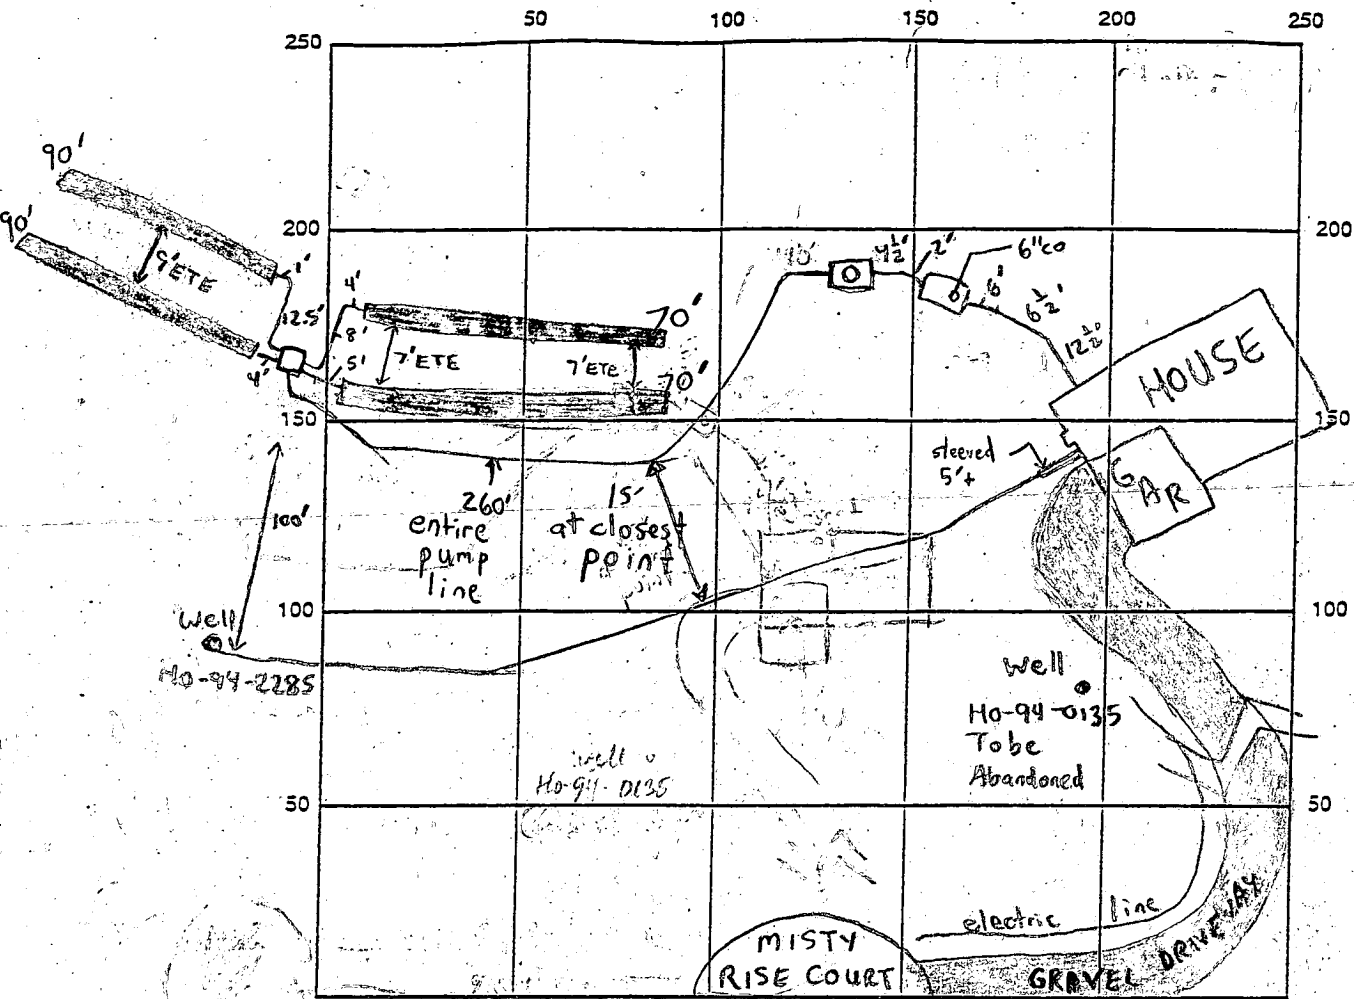 50 100 150 200 250
250
90'
90'
200 200
9'ETE
1'
12.5'
4'
4'
8'
5'
7'ETE
7'ETE
70'
70'
4½'
2'
6"co
6'
6½'
12½
HOUSE
GAR
150 150
sleeved
5'+
100'
260'
entire
pump
line
15'
at closest
point
100 100
Well
Ho-94-2285
well
Ho-94-0135
To be
Abandoned
well
Ho-94-0135
50 50
electric line
MISTY
RISE COURT
GRAVEL DRIVEWAY